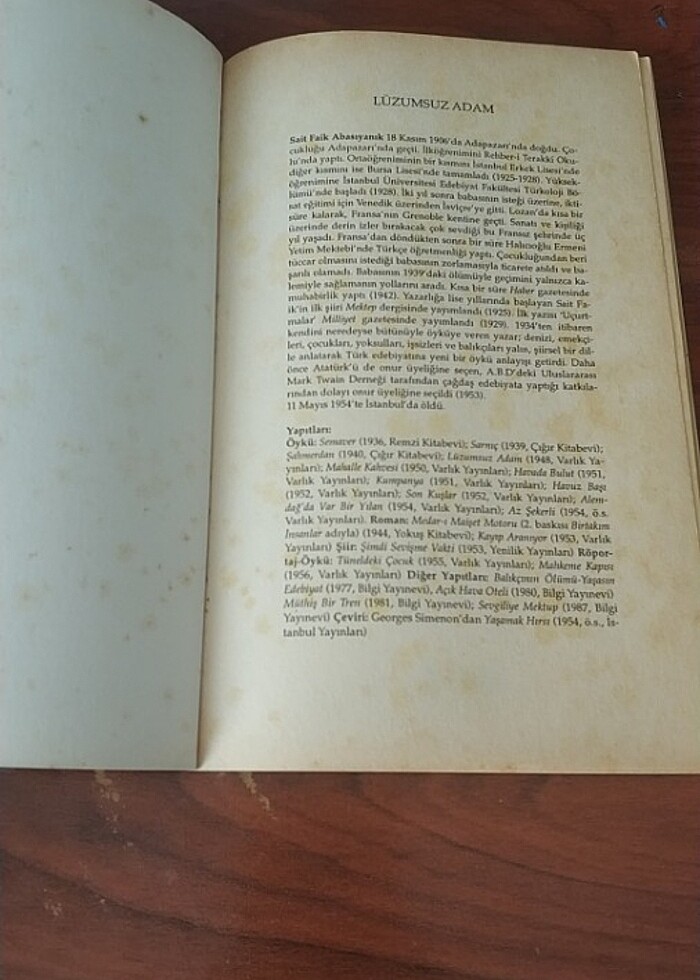 LÜZUMSUZ ADAM
Sait Faik Abasıyanık 18 Kasım 1906'da Adapazarı'nda doğdu. Ço-
cukluğu Adapazarı'nda geçti. İlköğrenimini Rehber-i Terakki Oku-
lu'nda yaptı. Ortaöğreniminin bir kısmını İstanbul Erkek Lisesi'nde
diğer kısmını ise Bursa Lisesi'nde tamamladı (1925-1928). Yüksek-
öğrenimine İstanbul Üniversitesi Edebiyat Fakültesi Türkoloji Bö-
lümü'nde başladı (1928). İki yıl sonra babasının isteği üzerine, ikti-
sat eğitimi için Venedik üzerinden İsviçre'ye gitti. Lozan'da kısa bir
süre kalarak, Fransa'nın Grenoble kentine geçti. Sanatı ve kişiliği
üzerinde derin izler bırakacak çok sevdiği bu Fransız şehrinde üç
yıl yaşadı. Fransa'dan döndükten sonra bir süre Halıcıoğlu Ermeni
Yetim Mektebi'nde Türkçe öğretmenliği yaptı. Çocukluğundan beri
tüccar olmasını istediği babasının zorlamasıyla ticarete atıldı ve ba-
şarılı olamadı. Babasının 1939'daki ölümüyle geçimini yalnızca ka-
lemiyle sağlamanın yollarını aradı. Kısa bir süre Haber gazetesinde
muhabirlik yaptı (1942). Yazarlığa lise yıllarında başlayan Sait Fa-
ik'in ilk şiiri Mektep dergisinde yayımlandı (1925). İlk yazısı 'Uçurt-
malar' Milliyet gazetesinde yayımlandı (1929). 1934'ten itibaren
kendini neredeyse bütünüyle öyküye veren yazar; denizi, emekçi-
leri, çocukları, yoksulları, işsizleri ve balıkçıları yalın, şiirsel bir dil-
le anlatarak Türk edebiyatına yeni bir öykü anlayışı getirdi. Daha
önce Atatürk'ü de onur üyeliğine seçen, A.B.D'deki Uluslararası
Mark Twain Derneği tarafından çağdaş edebiyata yaptığı katkıla-
rından dolayı onur üyeliğine seçildi (1953).
11 Mayıs 1954'te İstanbul'da öldü.
Yapıtları:
Öykü: Semaver (1936, Remzi Kitabevi); Sarnıç (1939, Çığır Kitabevi);
Şahmerdan (1940, Çığır Kitabevi); Lüzumsuz Adam (1948, Varlık Ya-
yınları); Mahalle Kahvesi (1950, Varlık Yayınları); Havada Bulut (1951,
Varlık Yayınları); Kumpanya (1951, Varlık Yayınları); Havuz Başı
(1952, Varlık Yayınları); Son Kuşlar (1952, Varlık Yayınları); Alem-
dağ'da Var Bir Yılan (1954, Varlık Yayınları); Az Şekerli (1954, ö.s.
Varlık Yayınları). Roman: Medar-ı Maişet Motoru (2. baskısı Birtakım
İnsanlar adıyla) (1944, Yokuş Kitabevi); Kayıp Aranıyor (1953, Varlık
Yayınları) Şiir: Şimdi Sevişme Vakti (1953, Yenilik Yayınları) Röpor-
taj-Öykü: Tüneldeki Çocuk (1955, Varlık Yayınları); Mahkeme Kapısı
(1956, Varlık Yayınları) Diğer Yapıtları: Balıkçının Ölümü-Yaşasın
Edebiyat (1977, Bilgi Yayınevi), Açık Hava Oteli (1980, Bilgi Yayınevi)
Müthiş Bir Tren (1981, Bilgi Yayınevi); Sevgiliye Mektup (1987, Bilgi
Yayınevi) Çeviri: Georges Simenon'dan Yaşamak Hırsı (1954, ö.s., İs-
tanbul Yayınları)